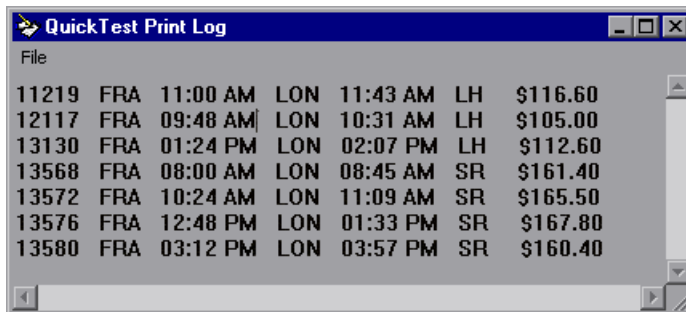 QuickTest Print Log
File
11219 FRA 11:00 AM LON 11:43 AM LH $116.60
12117 FRA 09:48 AM LON 10:31 AM LH $105.00
13130 FRA 01:24 PM LON 02:07 PM LH $112.60
13568 FRA 08:00 AM LON 08:45 AM SR $161.40
13572 FRA 10:24 AM LON 11:09 AM SR $165.50
13576 FRA 12:48 PM LON 01:33 PM SR $167.80
13580 FRA 03:12 PM LON 03:57 PM SR $160.40